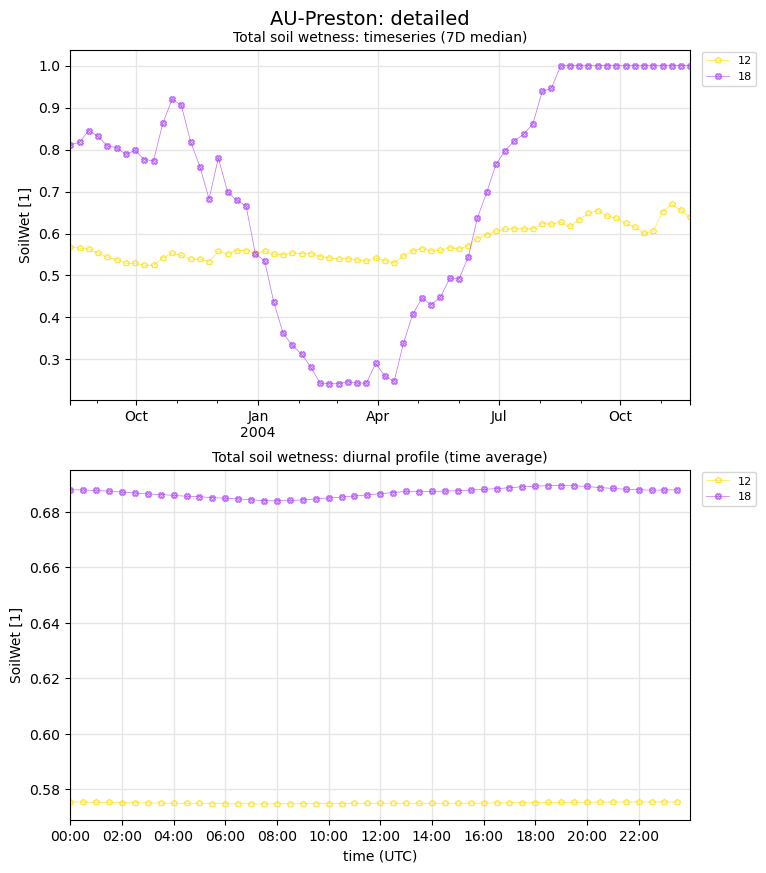 AU-Preston: detailed
Total soil wetness: timeseries (7D median)
12
18
1.0
0.9
0.8
0.7
0.6
0.5
0.4
0.3
SoilWet [1]
Oct
Jan
2004
Apr
Jul
Oct
Total soil wetness: diurnal profile (time average)
12
18
0.68
0.66
0.64
0.62
0.60
0.58
SoilWet [1]
00:00
02:00
04:00
06:00
08:00
10:00
12:00
14:00
16:00
18:00
20:00
22:00
time (UTC)